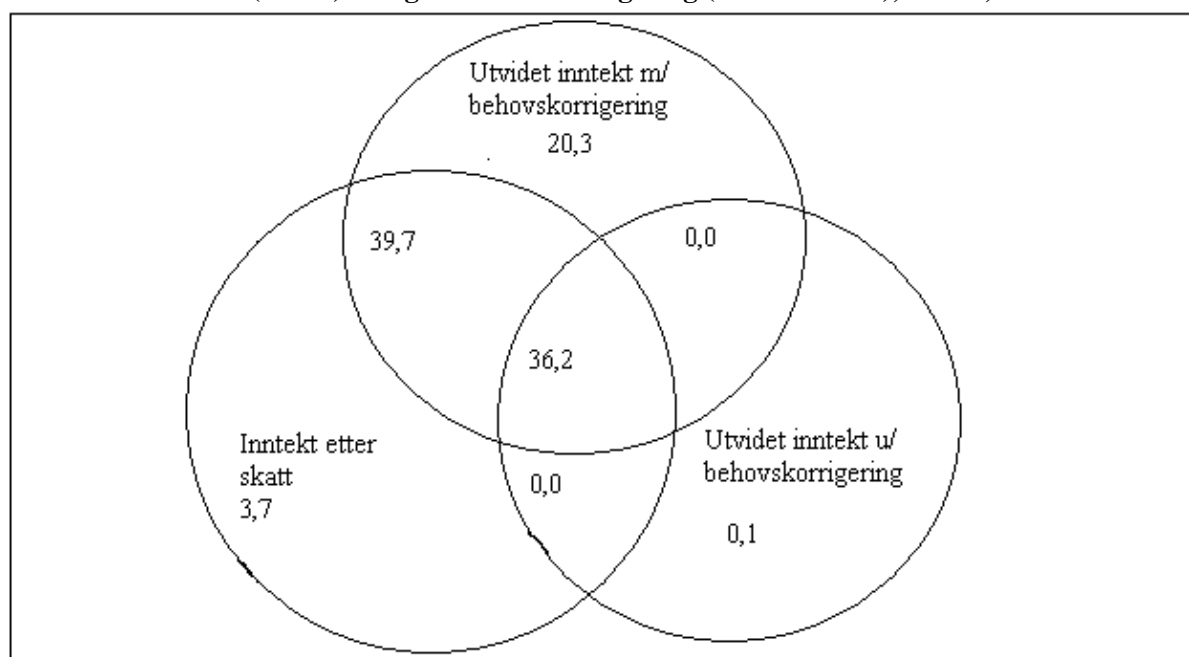 Utvidet inntekt m/
behovskorrigering
20,3
39,7
0,0
36,2
Inntekt etter
skatt
3,7
0,0
Utvidet inntekt u/
behovskorrigering
0,1